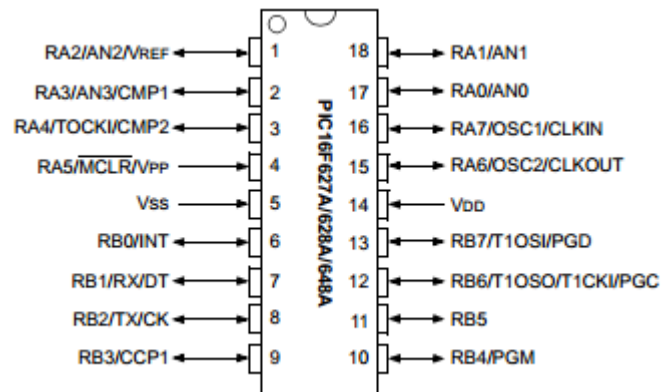 RA2/AN2/VREF 1 18 RA1/AN1
RA3/AN3/CMP1 2 17 RA0/AN0
RA4/TOCKI/CMP2 3 16 RA7/OSC1/CLKIN
RA5/MCLR/VPP 4 15 RA6/OSC2/CLKOUT
Vss 5 14 VDD
RB0/INT 6 13 RB7/T1OSI/PGD
RB1/RX/DT 7 12 RB6/T1OSO/T1CKI/PGC
RB2/TX/CK 8 11 RB5
RB3/CCP1 9 10 RB4/PGM
PIC16F627A/628A/648A